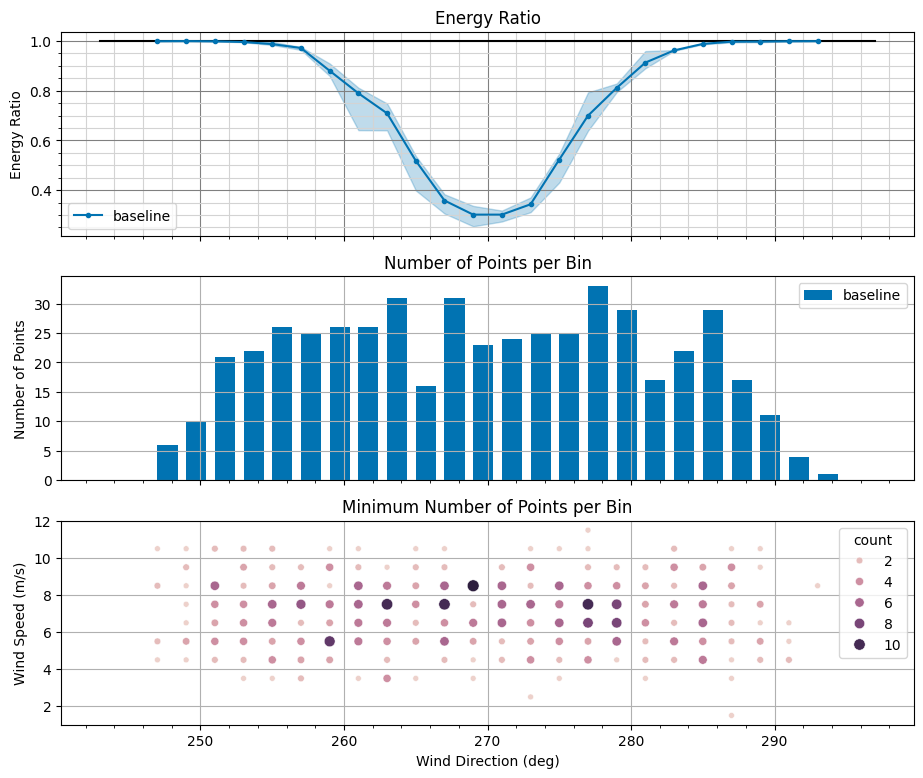 Energy Ratio
1.0
0.8
0.6
0.4
Energy Ratio
baseline
Number of Points per Bin
30
25
20
15
10
5
0
Number of Points
baseline
Minimum Number of Points per Bin
12
10
8
6
4
2
Wind Speed (m/s)
count
2
4
6
8
10
250
260
270
280
290
Wind Direction (deg)